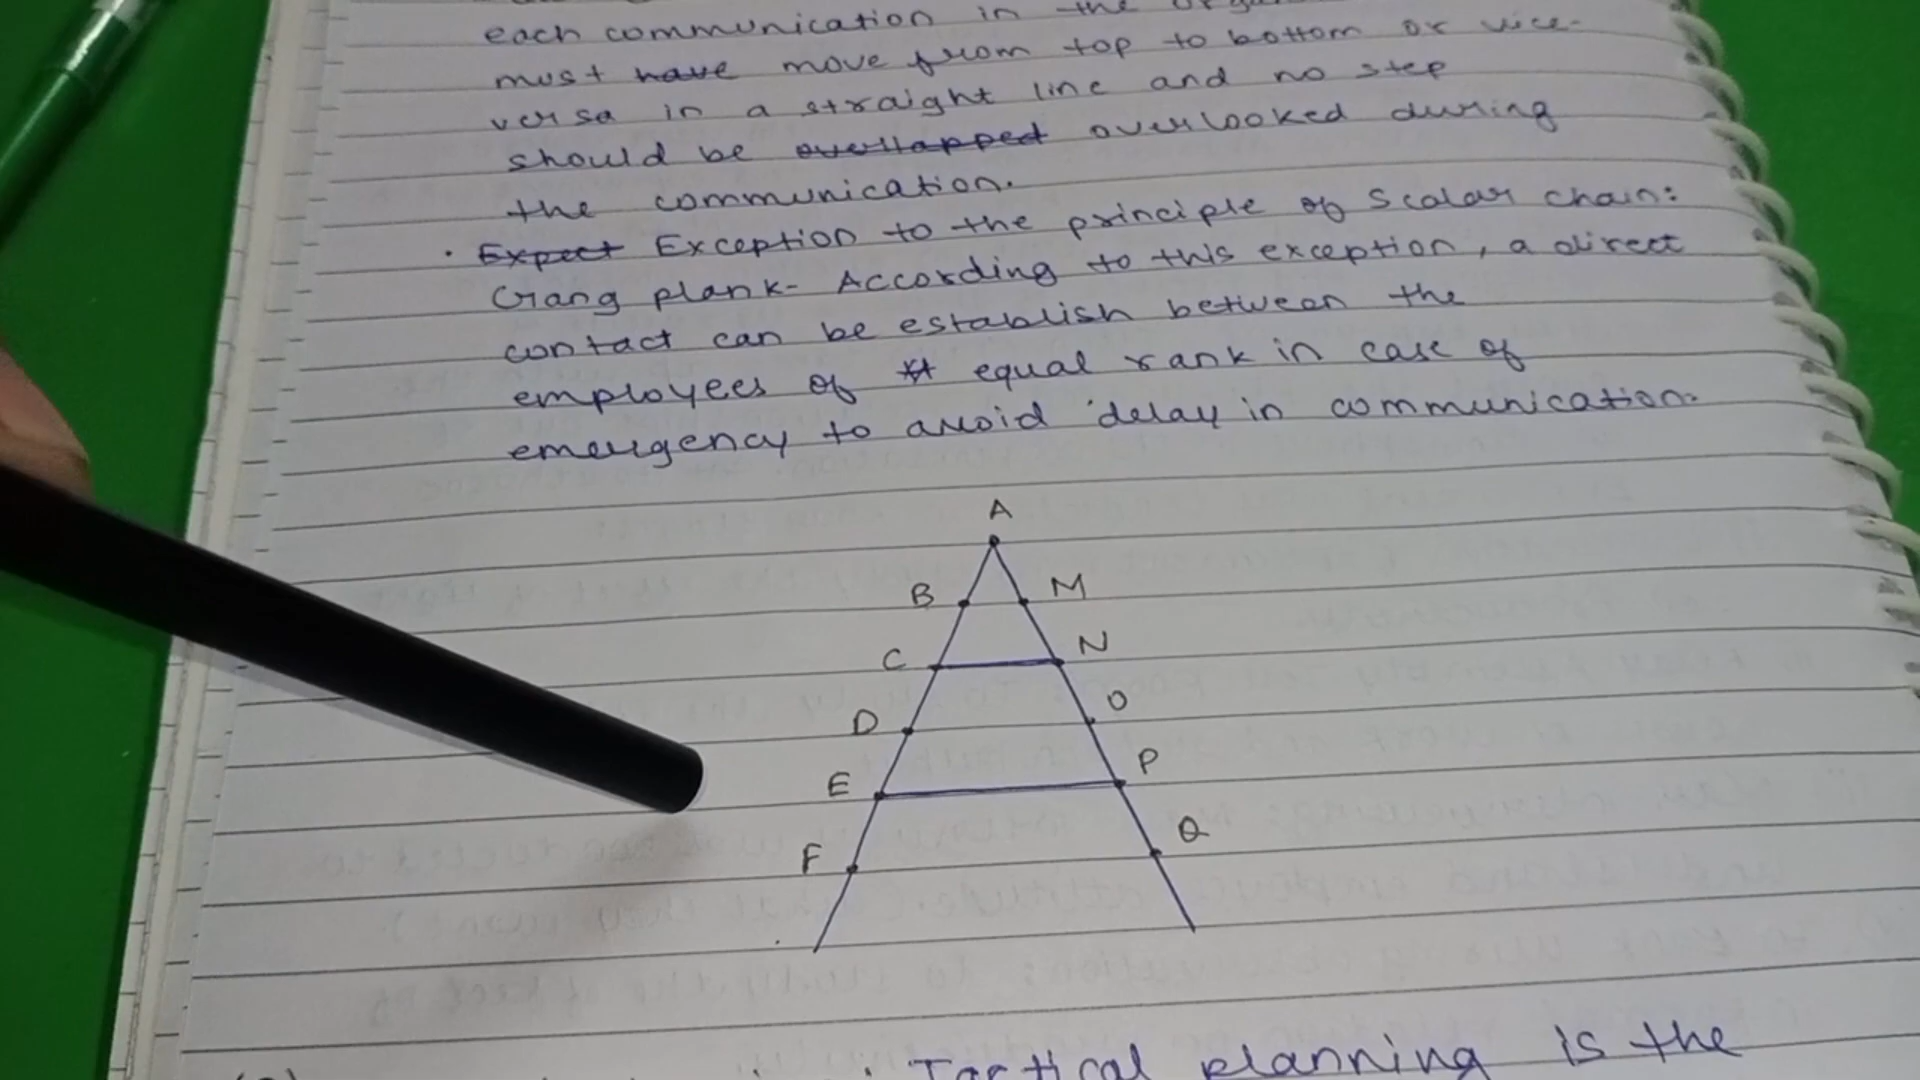 each communication in the
must have move from top to bottom or vice-
versa in a straight line and no step
should be overlapped overlooked during
the communication.
· Expect Exception to the principle of Scalar chain:
Gang plank- According to this exception, a direct
contact can be establish between the
employees of equal rank in case of
emergency to avoid delay in communication.
A
B M
C N
D O
E P
F Q
Tactical planning is the